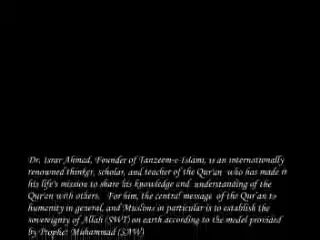 Dr. Israr Ahmad, Founder of Tanzeem-e-Islami, is an internationally
renowned thinker, scholar, and teacher of the Qur'an who has made it
his life's mission to share his knowledge and understanding of the
Qur'an with others. For him, the central message of the Qur'an to
humanity in general, and Muslims in particular is to establish the
sovereignty of Allah (SWT) on earth according to the model provided
by Prophet Muhammad (SAW)